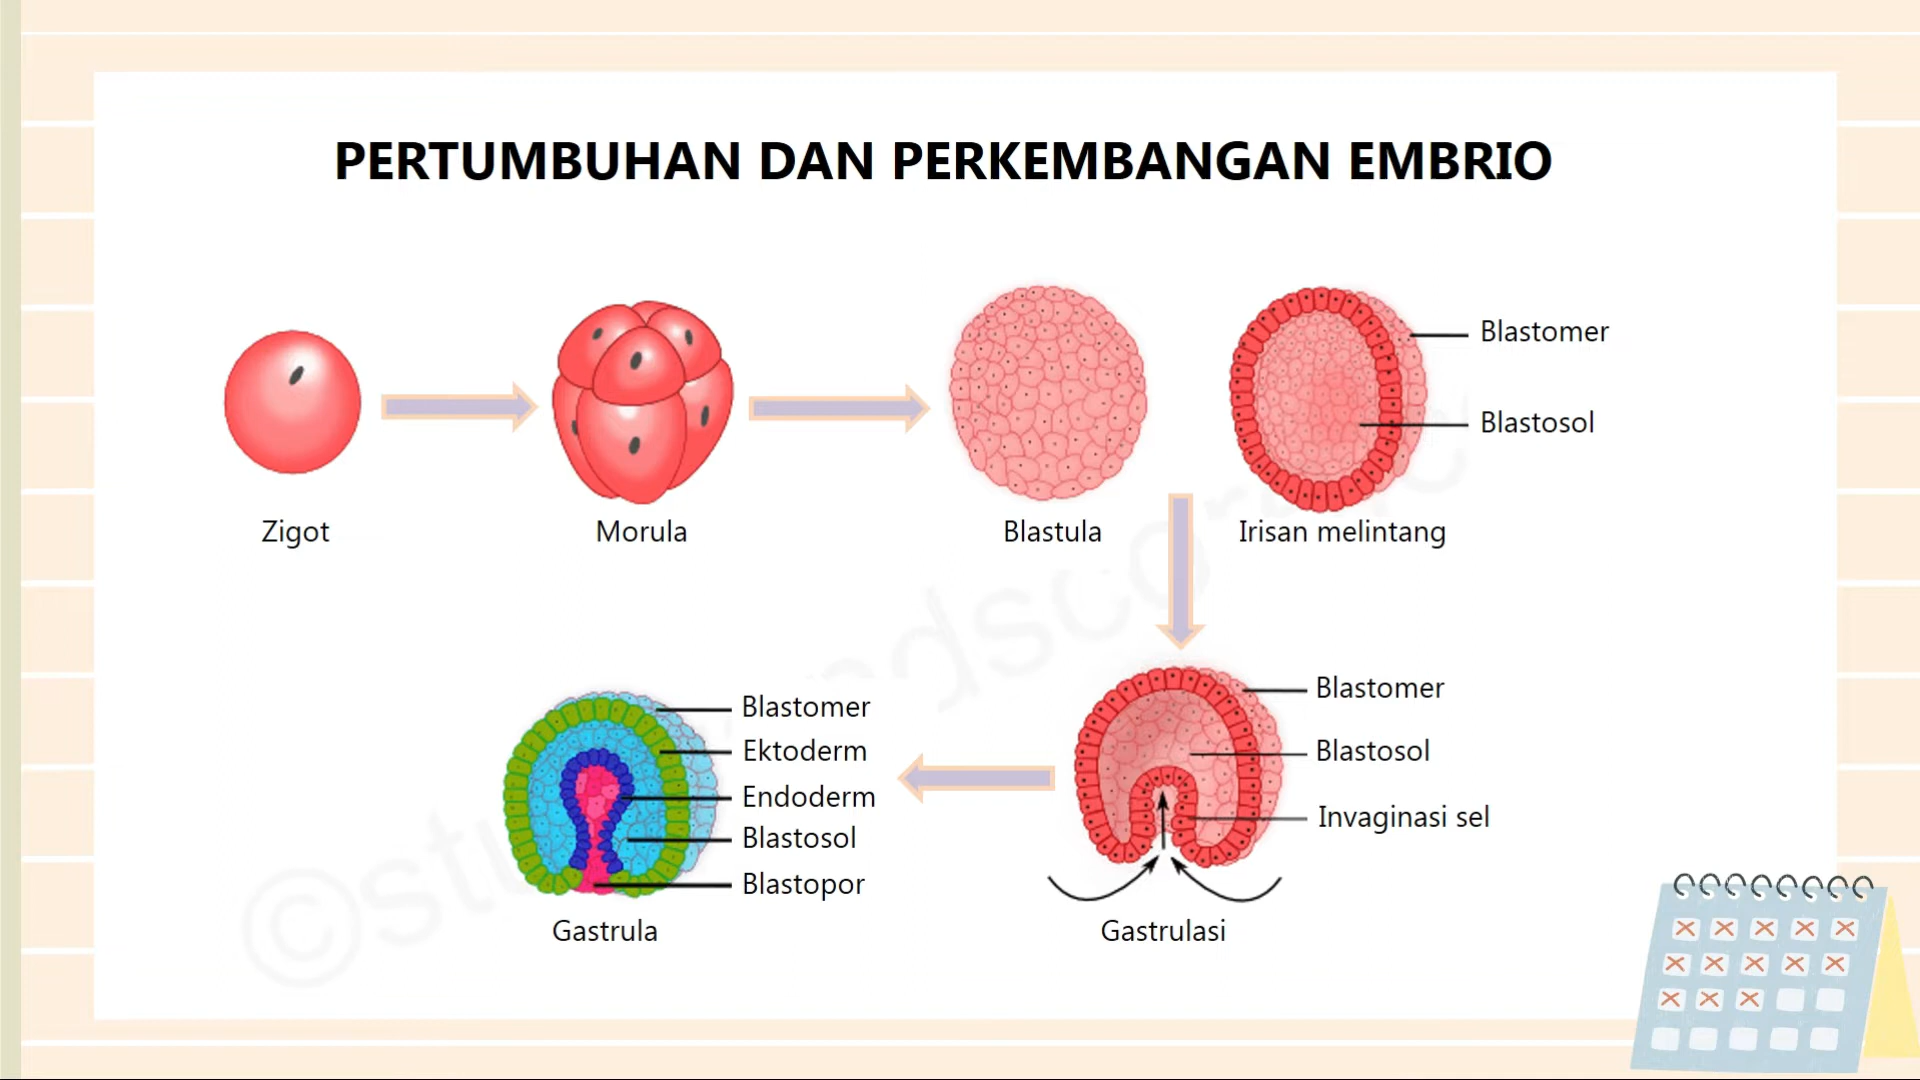 PERTUMBUHAN DAN PERKEMBANGAN EMBRIO
Blastomer
Blastosol
Zigot
Morula
Blastula
Irisan melintang
Blastomer
Ektoderm
Endoderm
Blastosol
Blastopor
Gastrula
Blastomer
Blastosol
Invaginasi sel
Gastrulasi